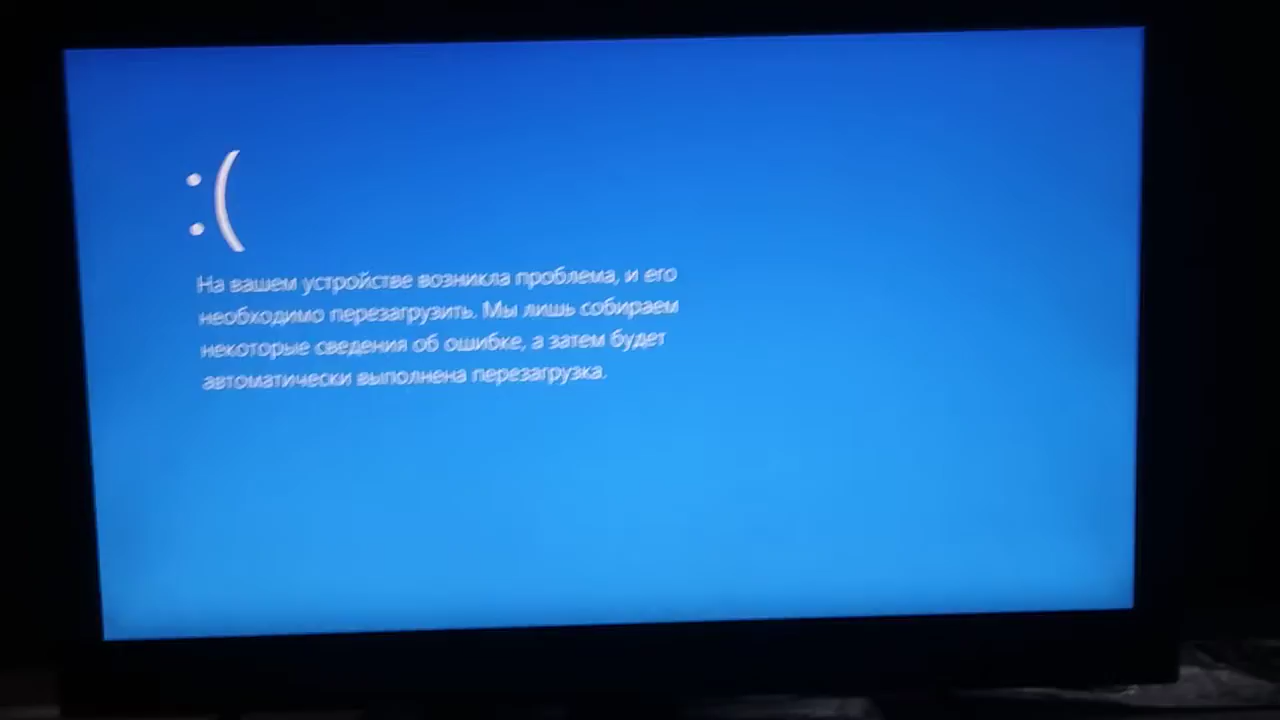 :(
На вашем устройстве возникла проблема, и его
необходимо перезагрузить. Мы лишь собираем
некоторые сведения об ошибке, а затем будет
автоматически выполнена перезагрузка.